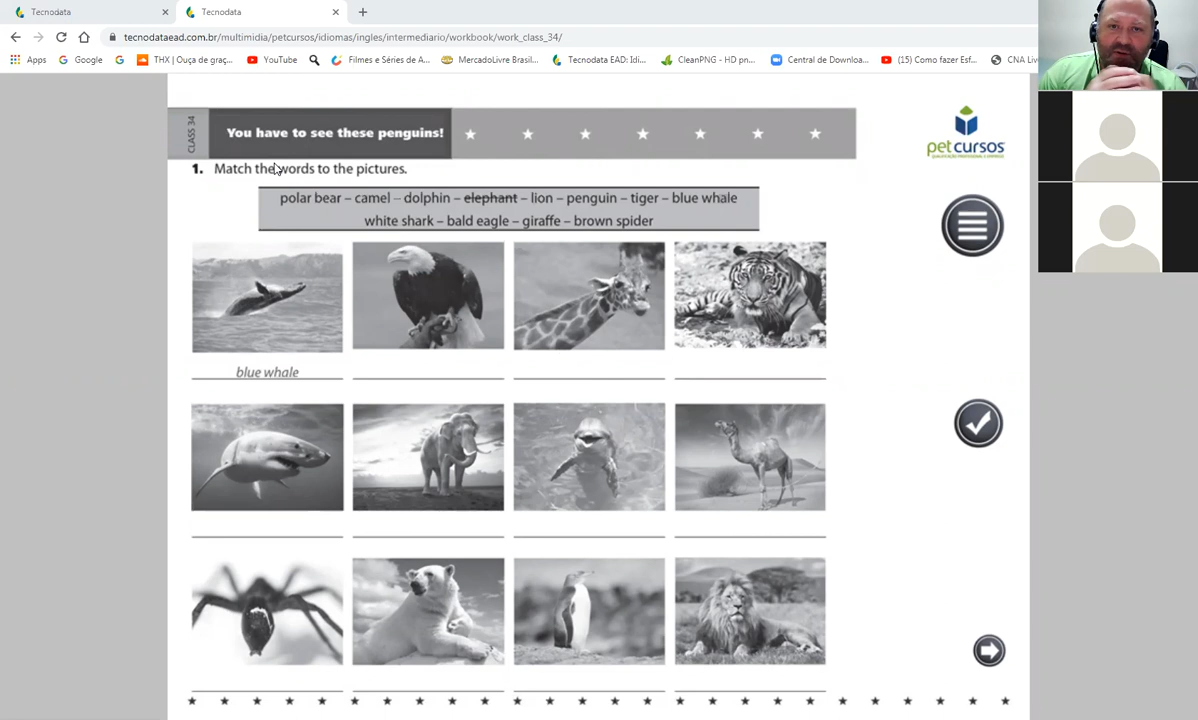 Tecnodata
Tecnodata
tecnodataead.com.br/multimidia/petcursos/idiomas/ingles/intermediario/workbook/work_class_34/
Apps
Google
THX | Ouça de graç...
YouTube
Filmes e Séries de A...
MercadoLivre Brasil...
Tecnodata EAD: Idi...
CleanPNG - HD pn...
Central de Downloa...
(15) Como fazer Esf...
CNA Liv
CLASS 34
You have to see these penguins!
petcursos
1. Match the words to the pictures.
polar bear – camel – dolphin – elephant – lion – penguin – tiger – blue whale
white shark – bald eagle – giraffe – brown spider
blue whale